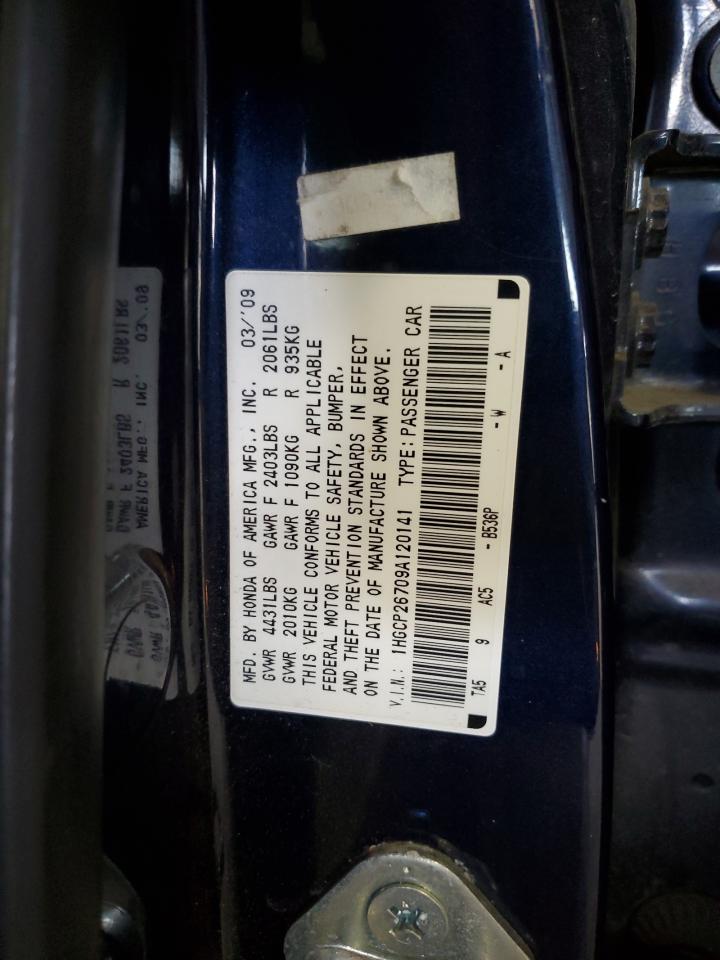 MFD. BY HONDA OF AMERICA MFG., INC. 03/'09
GVWR 4431LBS GAWR F 2403LBS R 2061LBS
GVWR 2010KG GAWR F 1090KG R 935KG
THIS VEHICLE CONFORMS TO ALL APPLICABLE
FEDERAL MOTOR VEHICLE SAFETY, BUMPER,
AND THEFT PREVENTION STANDARDS IN EFFECT
ON THE DATE OF MANUFACTURE SHOWN ABOVE.
V.I.N.: 1HGCP26709A120141 TYPE: PASSENGER CAR
TA5 9 AC5 - B536P - W - A